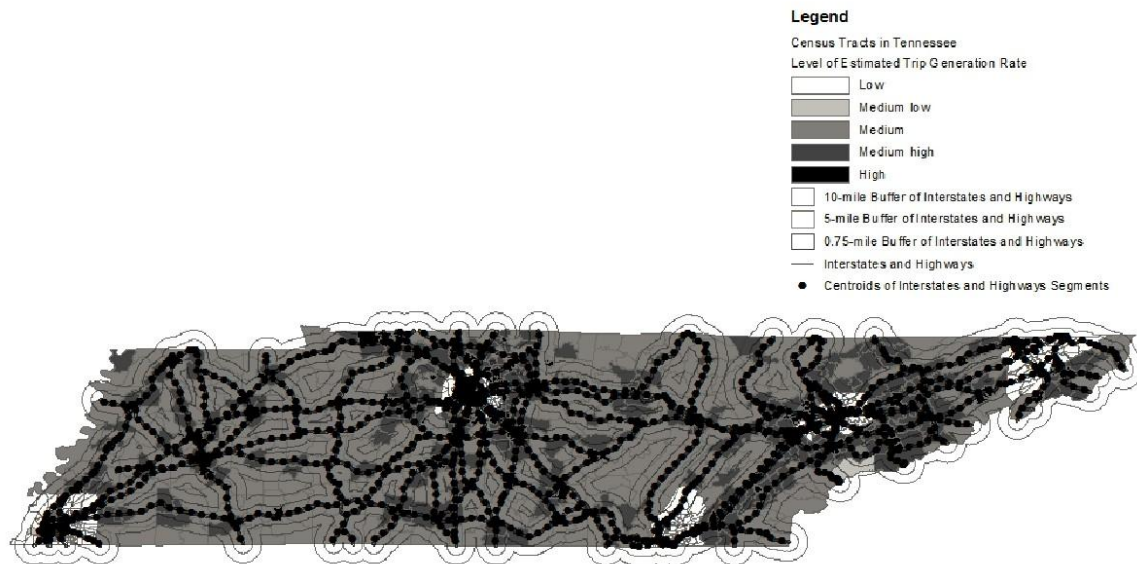 Legend
Census Tracts in Tennessee
Level of Estimated Trip Generation Rate
Low
Medium low
Medium
Medium high
High
10-mile Buffer of Interstates and Highways
5-mile Buffer of Interstates and Highways
0.75-mile Buffer of Interstates and Highways
Interstates and Highways
Centroids of Interstates and Highways Segments